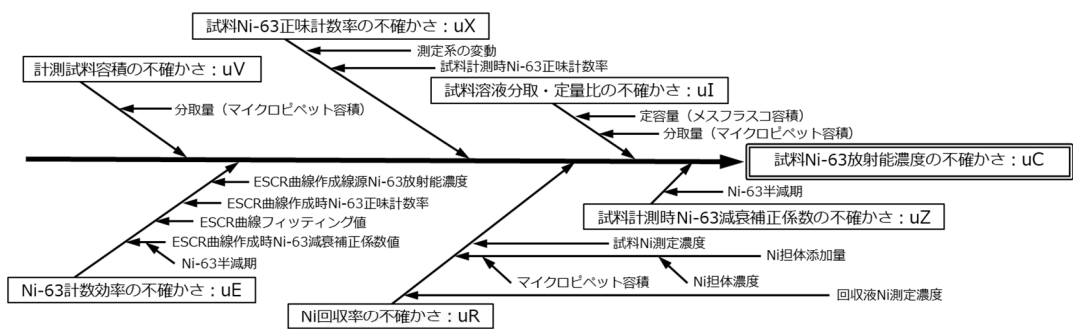 試料Ni-63正味計数率の不確かさ：uX
測定系の変動
試料計測時Ni-63正味計数率
計測試料容積の不確かさ：uV
分取量（マイクロピペット容積）
試料溶液分取・定量比の不確かさ：uI
定容量（メスフラスコ容積）
分取量（マイクロピペット容積）
試料Ni-63放射能濃度の不確かさ：uC
ESCR曲線作成線源Ni-63放射能濃度
ESCR曲線作成時Ni-63正味計数率
ESCR曲線フィッティング値
ESCR曲線作成時Ni-63減衰補正係数値
Ni-63半減期
Ni-63計数効率の不確かさ：uE
Ni-63半減期
試料計測時Ni-63減衰補正係数の不確かさ：uZ
試料Ni測定濃度
Ni担体添加量
マイクロピペット容積
Ni担体濃度
回収液Ni測定濃度
Ni回収率の不確かさ：uR